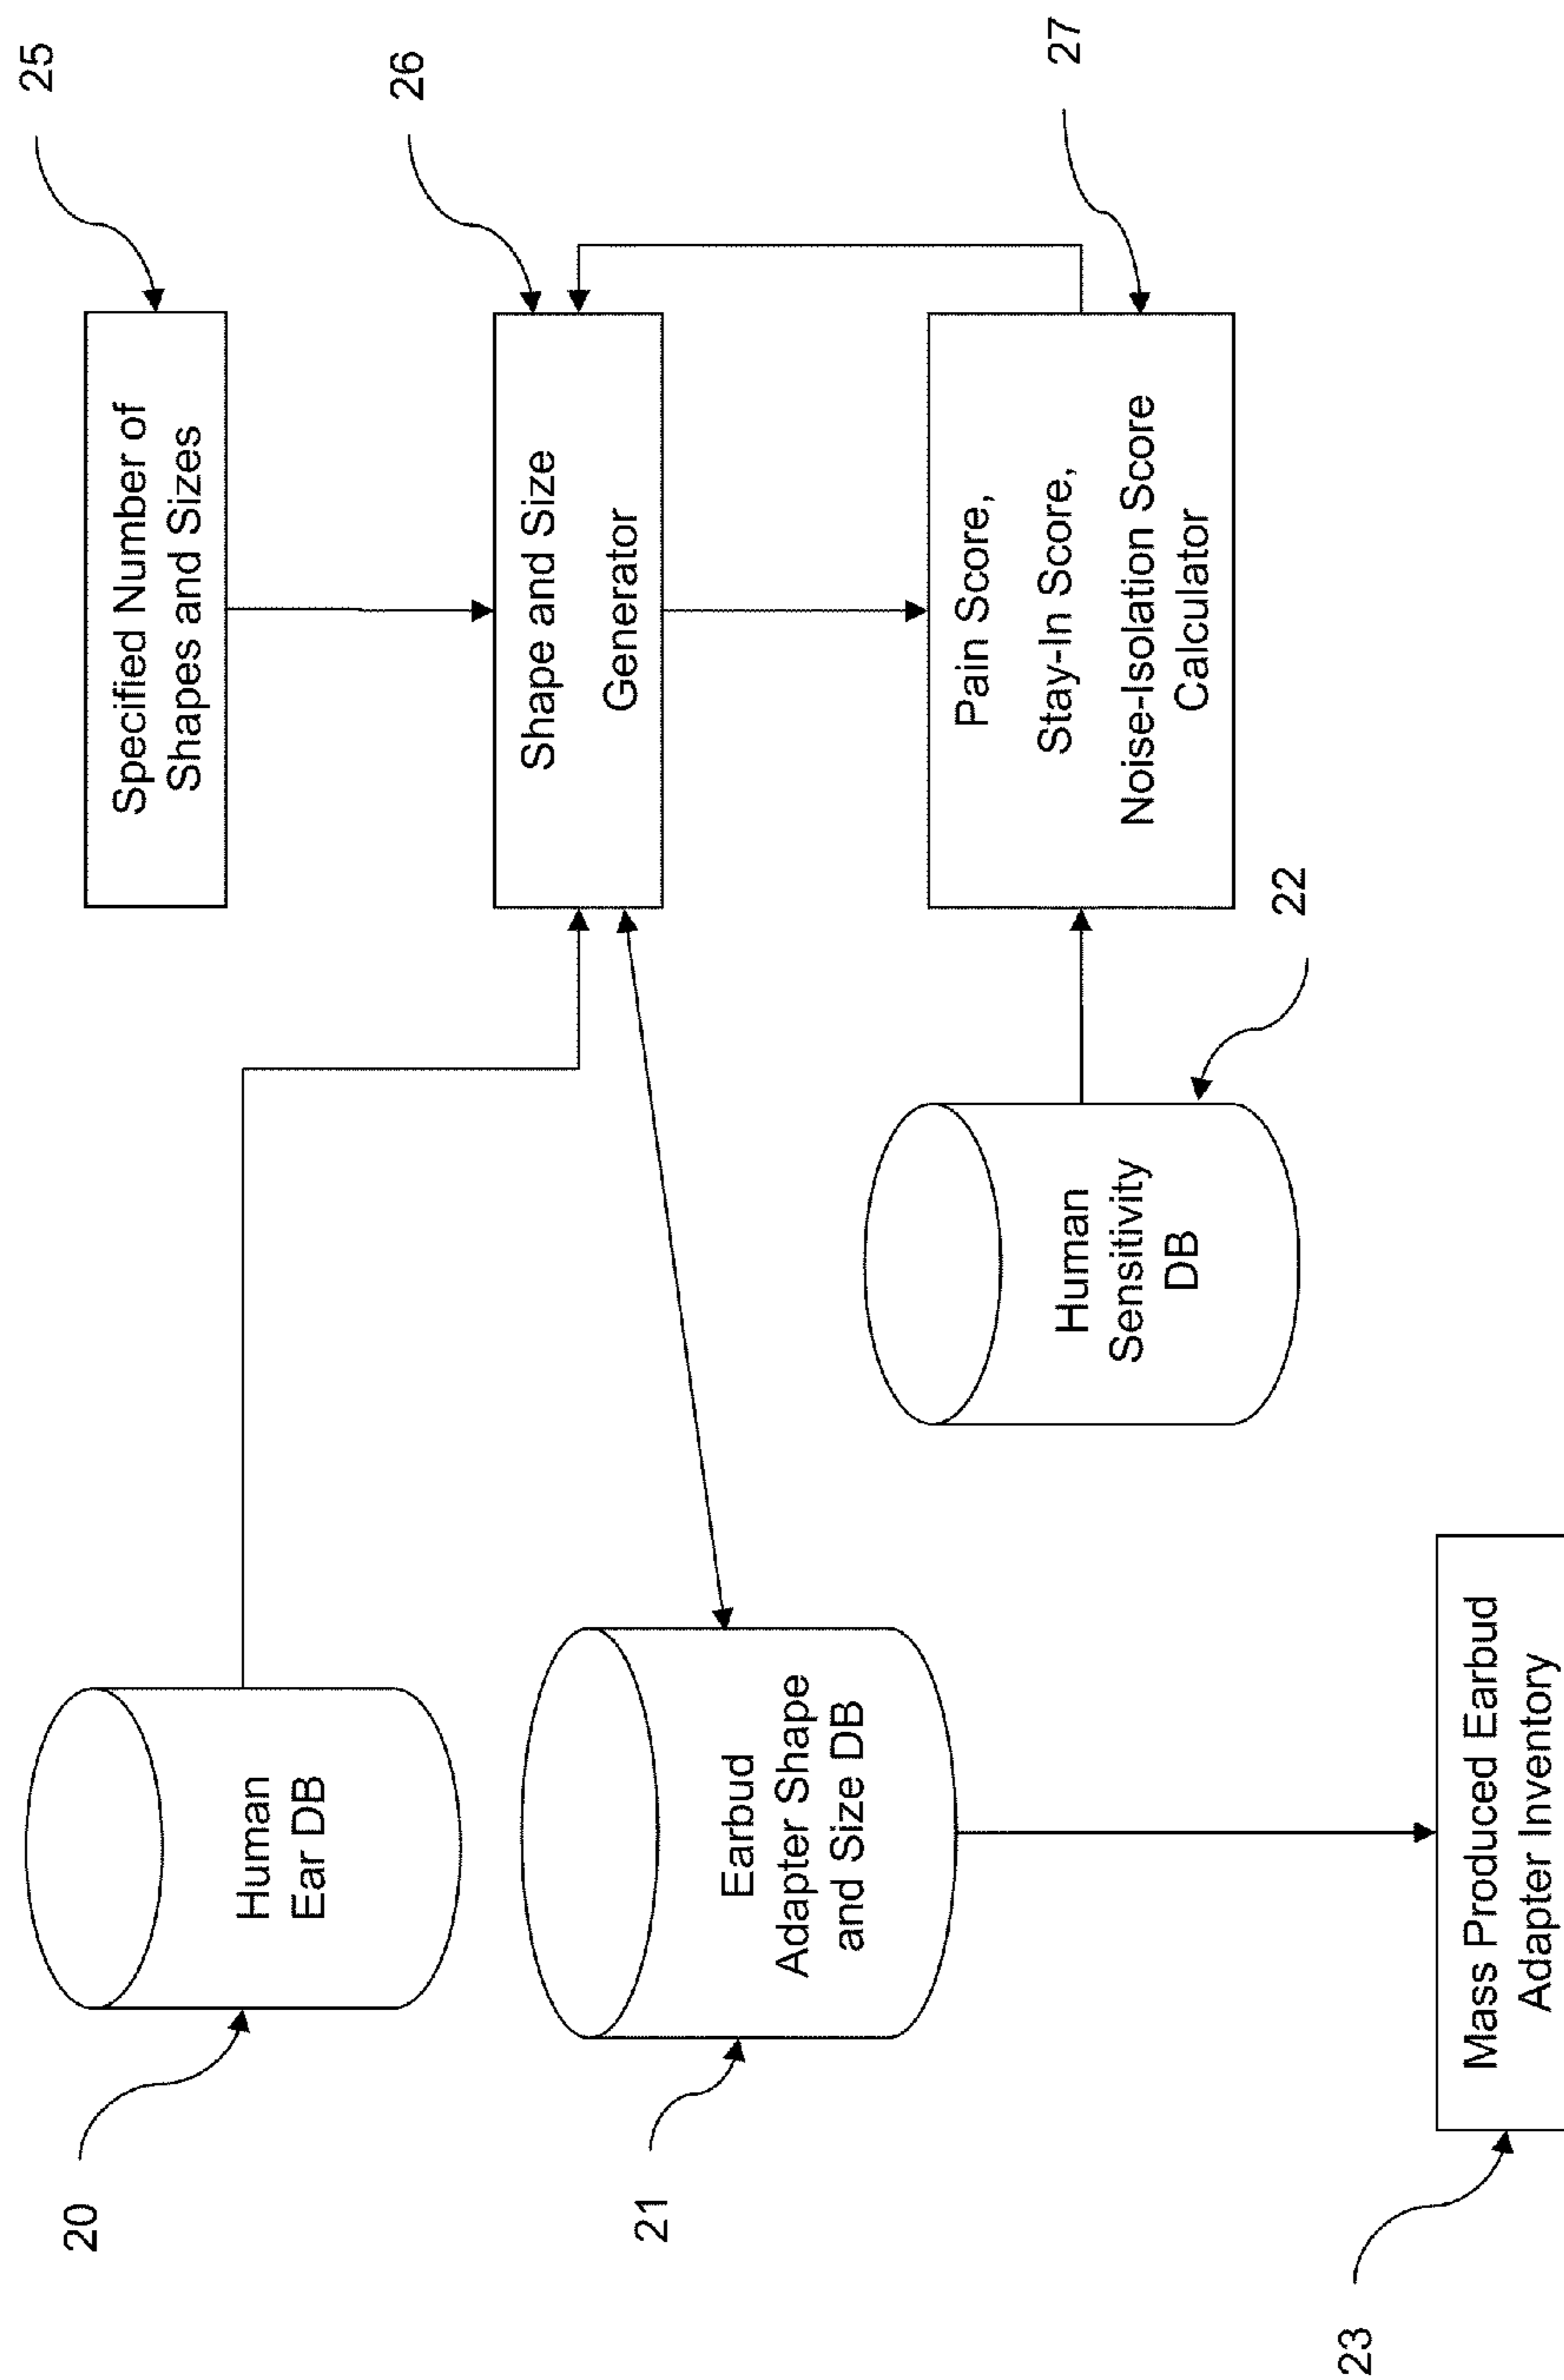 20
Human
Ear DB
25
Specified Number of
Shapes and Sizes
21
Earbud
Adapter Shape
and Size DB
26
Shape and Size
Generator
22
Human
Sensitivity
DB
27
Pain Score,
Stay-In Score,
Noise-Isolation Score
Calculator
23
Mass Produced Earbud
Adapter Inventory